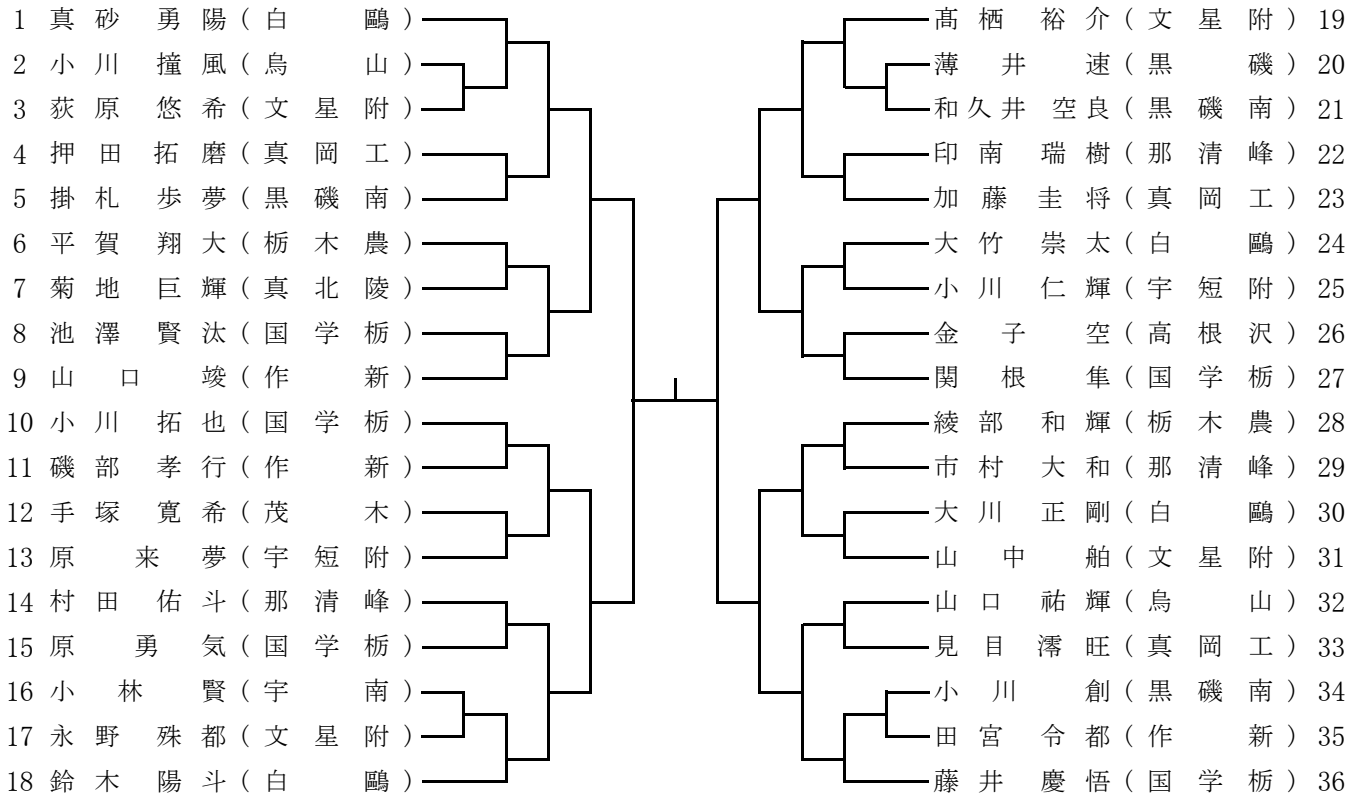 1 真砂 勇陽(白 鷗)
2 小川 撞風(烏 山)
3 荻原 悠希(文星附)
4 押田 拓磨(真岡工)
5 掛札 歩夢(黒磯南)
6 平賀 翔大(栃木農)
7 菊地 巨輝(真北陵)
8 池澤 賢汰(国学栃)
9 山口 竣(作 新)
10 小川 拓也(国学栃)
11 磯部 孝行(作 新)
12 手塚 寛希(茂 木)
13 原 来夢(宇短附)
14 村田 佑斗(那清峰)
15 原 勇気(国学栃)
16 小林 賢(宇 南)
17 永野 殊都(文星附)
18 鈴木 陽斗(白 鷗)
髙栖 裕介(文星附) 19
薄井 速(黒 磯) 20
和久井 空良(黒磯南) 21
印南 瑞樹(那清峰) 22
加藤 圭将(真岡工) 23
大竹 崇太(白 鷗) 24
小川 仁輝(宇短附) 25
金子 空(高根沢) 26
関根 隼(国学栃) 27
綾部 和輝(栃木農) 28
市村 大和(那清峰) 29
大川 正剛(白 鷗) 30
山中 舶(文星附) 31
山口 祐輝(烏 山) 32
見目 澪旺(真岡工) 33
小川 創(黒磯南) 34
田宮 令都(作 新) 35
藤井 慶悟(国学栃) 36